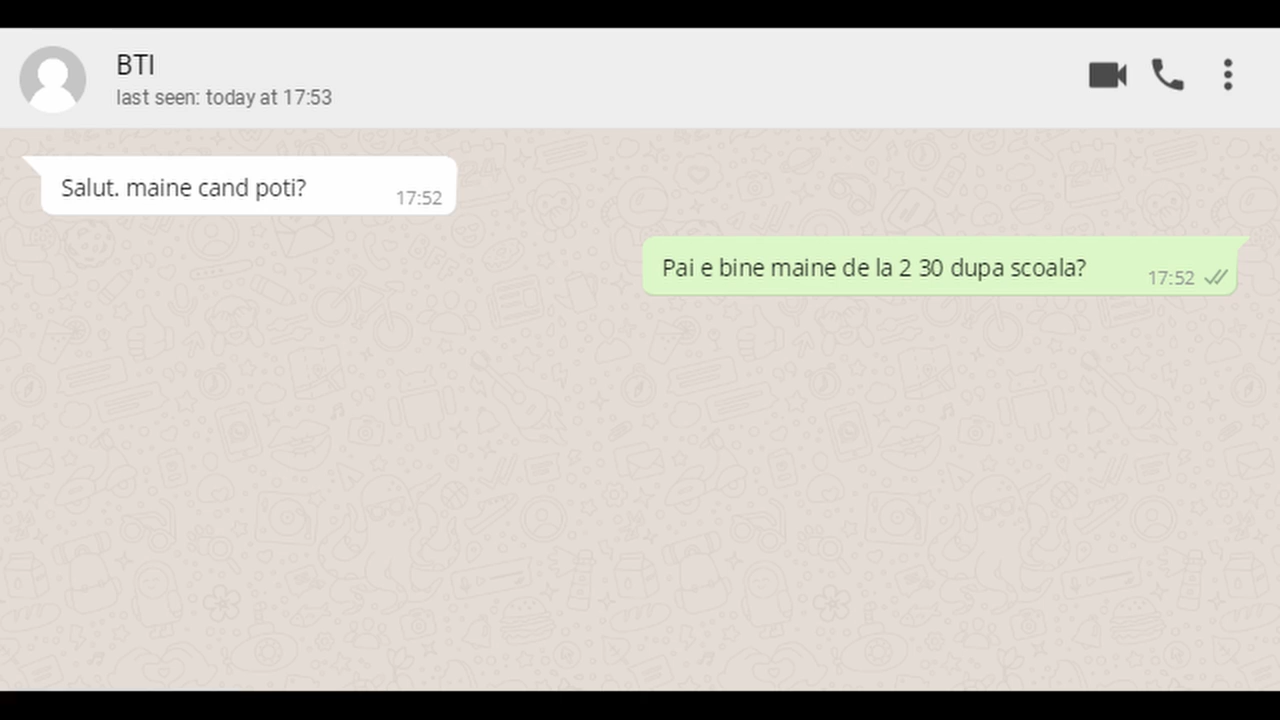 BTI
last seen: today at 17:53
Salut. maine cand poti?
17:52
Pai e bine maine de la 2 30 dupa scoala?
17:52